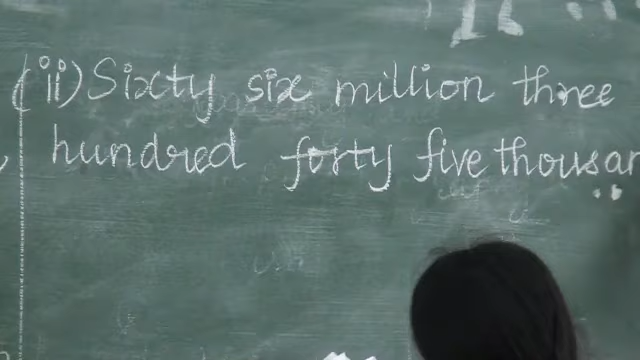 (ii) Sixty six million three
hundred forty five thousan